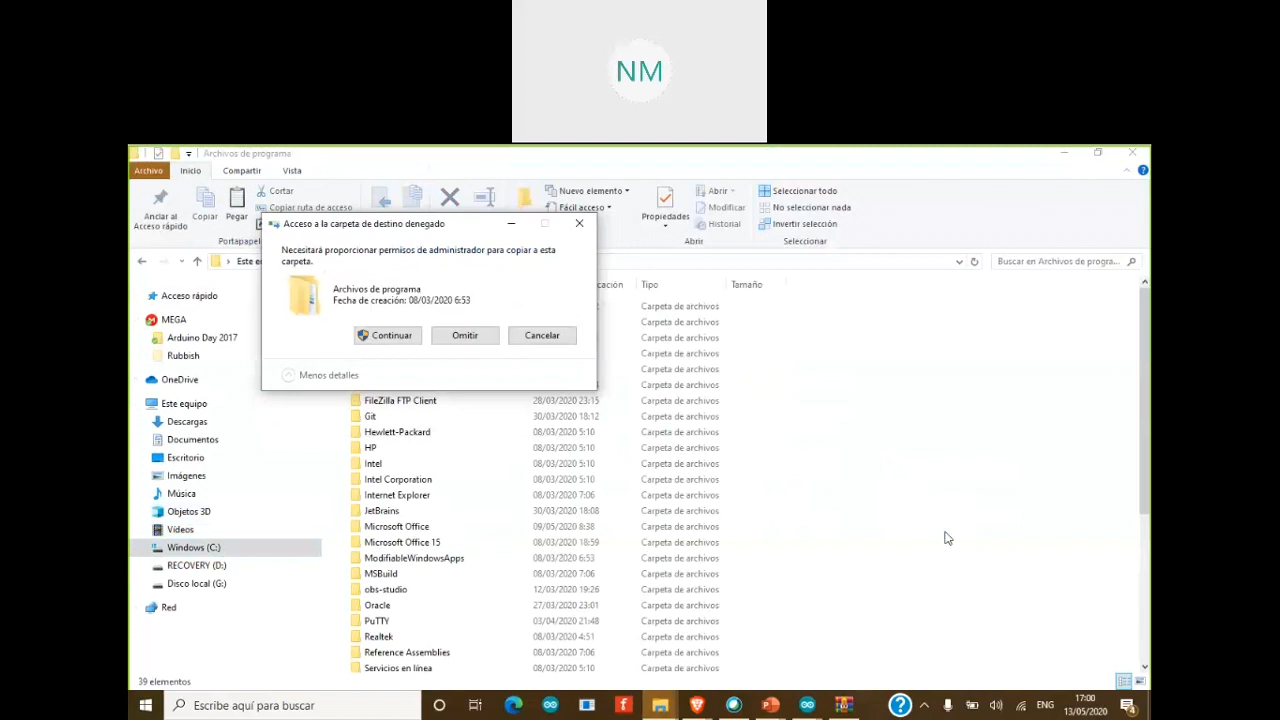 NM
Archivos de programa
Archivo
Inicio
Compartir
Vista
Anclar al
Acceso rápido
Copiar
Pegar
Cortar
Copiar ruta de acceso
Portapape
Nuevo elemento
Fácil acceso
Propiedades
Abrir
Modificar
Historial
Abrir
Seleccionar todo
No seleccionar nada
Invertir selección
Seleccionar
Este e
Buscar en Archivos de progra...
Acceso a la carpeta de destino denegado
Necesitará proporcionar permisos de administrador para copiar a esta
carpeta.
Archivos de programa
Fecha de creación: 08/03/2020 6:53
Continuar
Omitir
Cancelar
Menos detalles
Acceso rápido
MEGA
Arduino Day 2017
Rubbish
OneDrive
Este equipo
Descargas
Documentos
Escritorio
Imágenes
Música
Objetos 3D
Vídeos
Windows (C:)
RECOVERY (D:)
Disco local (G:)
Red
cación Tipo Tamaño
Carpeta de archivos
Carpeta de archivos
Carpeta de archivos
Carpeta de archivos
Carpeta de archivos
Carpeta de archivos
FileZilla FTP Client 28/03/2020 23:15 Carpeta de archivos
Git 30/03/2020 18:12 Carpeta de archivos
Hewlett-Packard 08/03/2020 5:10 Carpeta de archivos
HP 08/03/2020 5:10 Carpeta de archivos
Intel 08/03/2020 5:10 Carpeta de archivos
Intel Corporation 08/03/2020 5:10 Carpeta de archivos
Internet Explorer 08/03/2020 7:06 Carpeta de archivos
JetBrains 30/03/2020 18:08 Carpeta de archivos
Microsoft Office 09/05/2020 8:38 Carpeta de archivos
Microsoft Office 15 08/03/2020 18:59 Carpeta de archivos
ModifiableWindowsApps 08/03/2020 6:53 Carpeta de archivos
MSBuild 08/03/2020 7:06 Carpeta de archivos
obs-studio 12/03/2020 19:26 Carpeta de archivos
Oracle 27/03/2020 23:01 Carpeta de archivos
PuTTY 03/04/2020 21:48 Carpeta de archivos
Realtek 08/03/2020 4:51 Carpeta de archivos
Reference Assemblies 08/03/2020 7:06 Carpeta de archivos
Servicios en línea 08/03/2020 5:10 Carpeta de archivos
39 elementos
Escribe aquí para buscar
ENG
17:00
13/05/2020
4